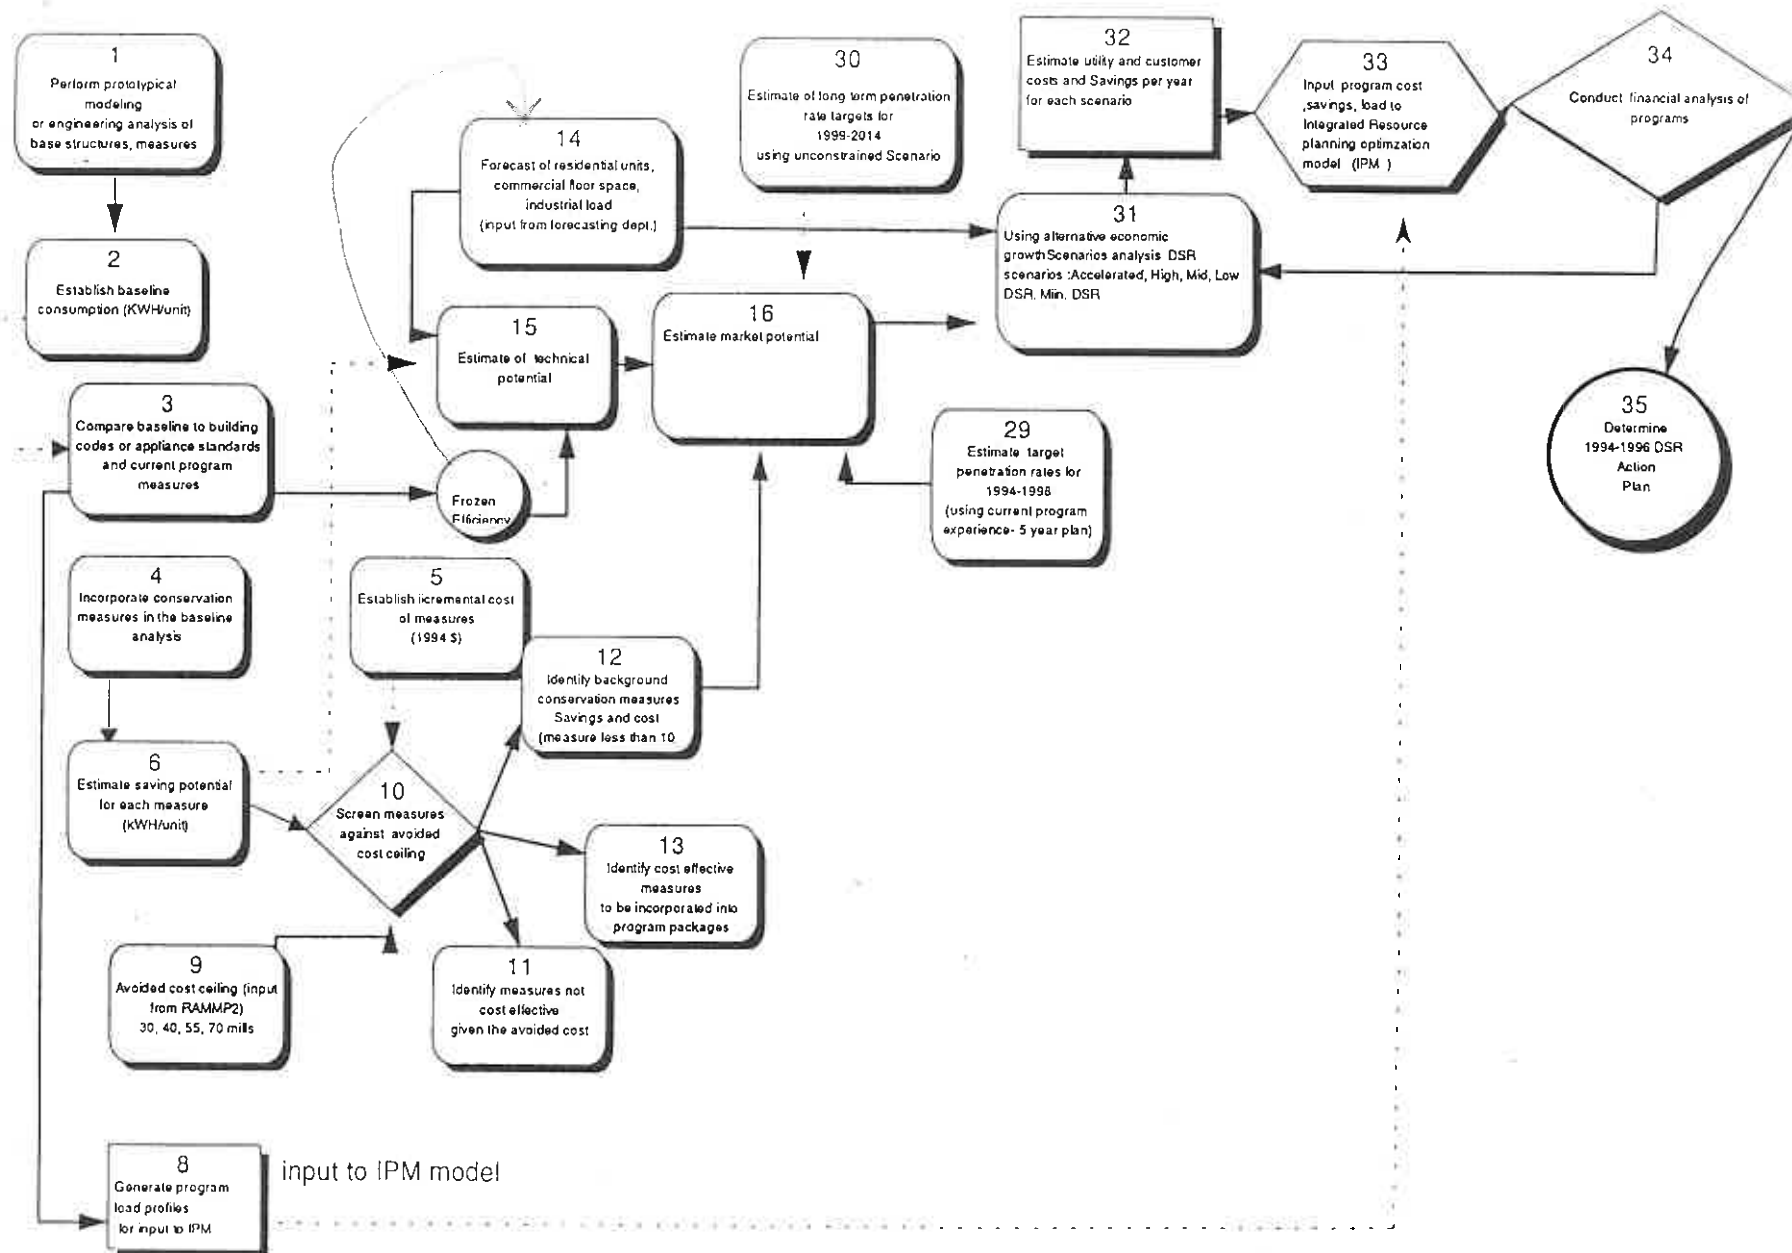 1
Perform prototypical
modeling
or engineering analysis of
base structures, measures
2
Establish baseline
consumption (KWH/unit)
3
Compare baseline to building
codes or appliance standards
and current program
measures
4
Incorporate conservation
measures in the baseline
analysis
6
Estimate saving potential
for each measure
(kWH/unit)
9
Avoided cost ceiling (input
from RAMMP2)
30, 40, 55, 70 mills
8
Generate program
load profiles
for input to IPM
input to IPM model
14
Forecast of residential units,
commercial floor space,
industrial load
(input from forecasting dept.)
15
Estimate of technical
potential
Frozen
Efficiency
5
Establish iicremental cost
of measures
(1994 $)
10
Screen measures
against avoided
cost ceiling
12
Identify background
conservation measures
Savings and cost
(measure less than 10
13
Identify cost effective
measures
to be incorporated into
program packages
11
Identify measures not
cost effective
given the avoided cost
30
Estimate of long term penetration
rate targets for
1999-2014
using unconstrained Scenario
16
Estimate market potential
29
Estimate target
penetration rates for
1994-1998
(using current program
experience- 5 year plan)
32
Estimate utility and customer
costs and Savings per year
for each scenario
31
Using alternative economic
growthScenarios analysis DSR
scenarios :Accelerated, High, Mid, Low
DSR, Miin. DSR
33
Input program cost
,savings, load to
Integrated Resource
planning optimzation
model (IPM )
34
Conduct financial analysis of
programs
35
Determine
1994-1996 DSR
Action
Plan